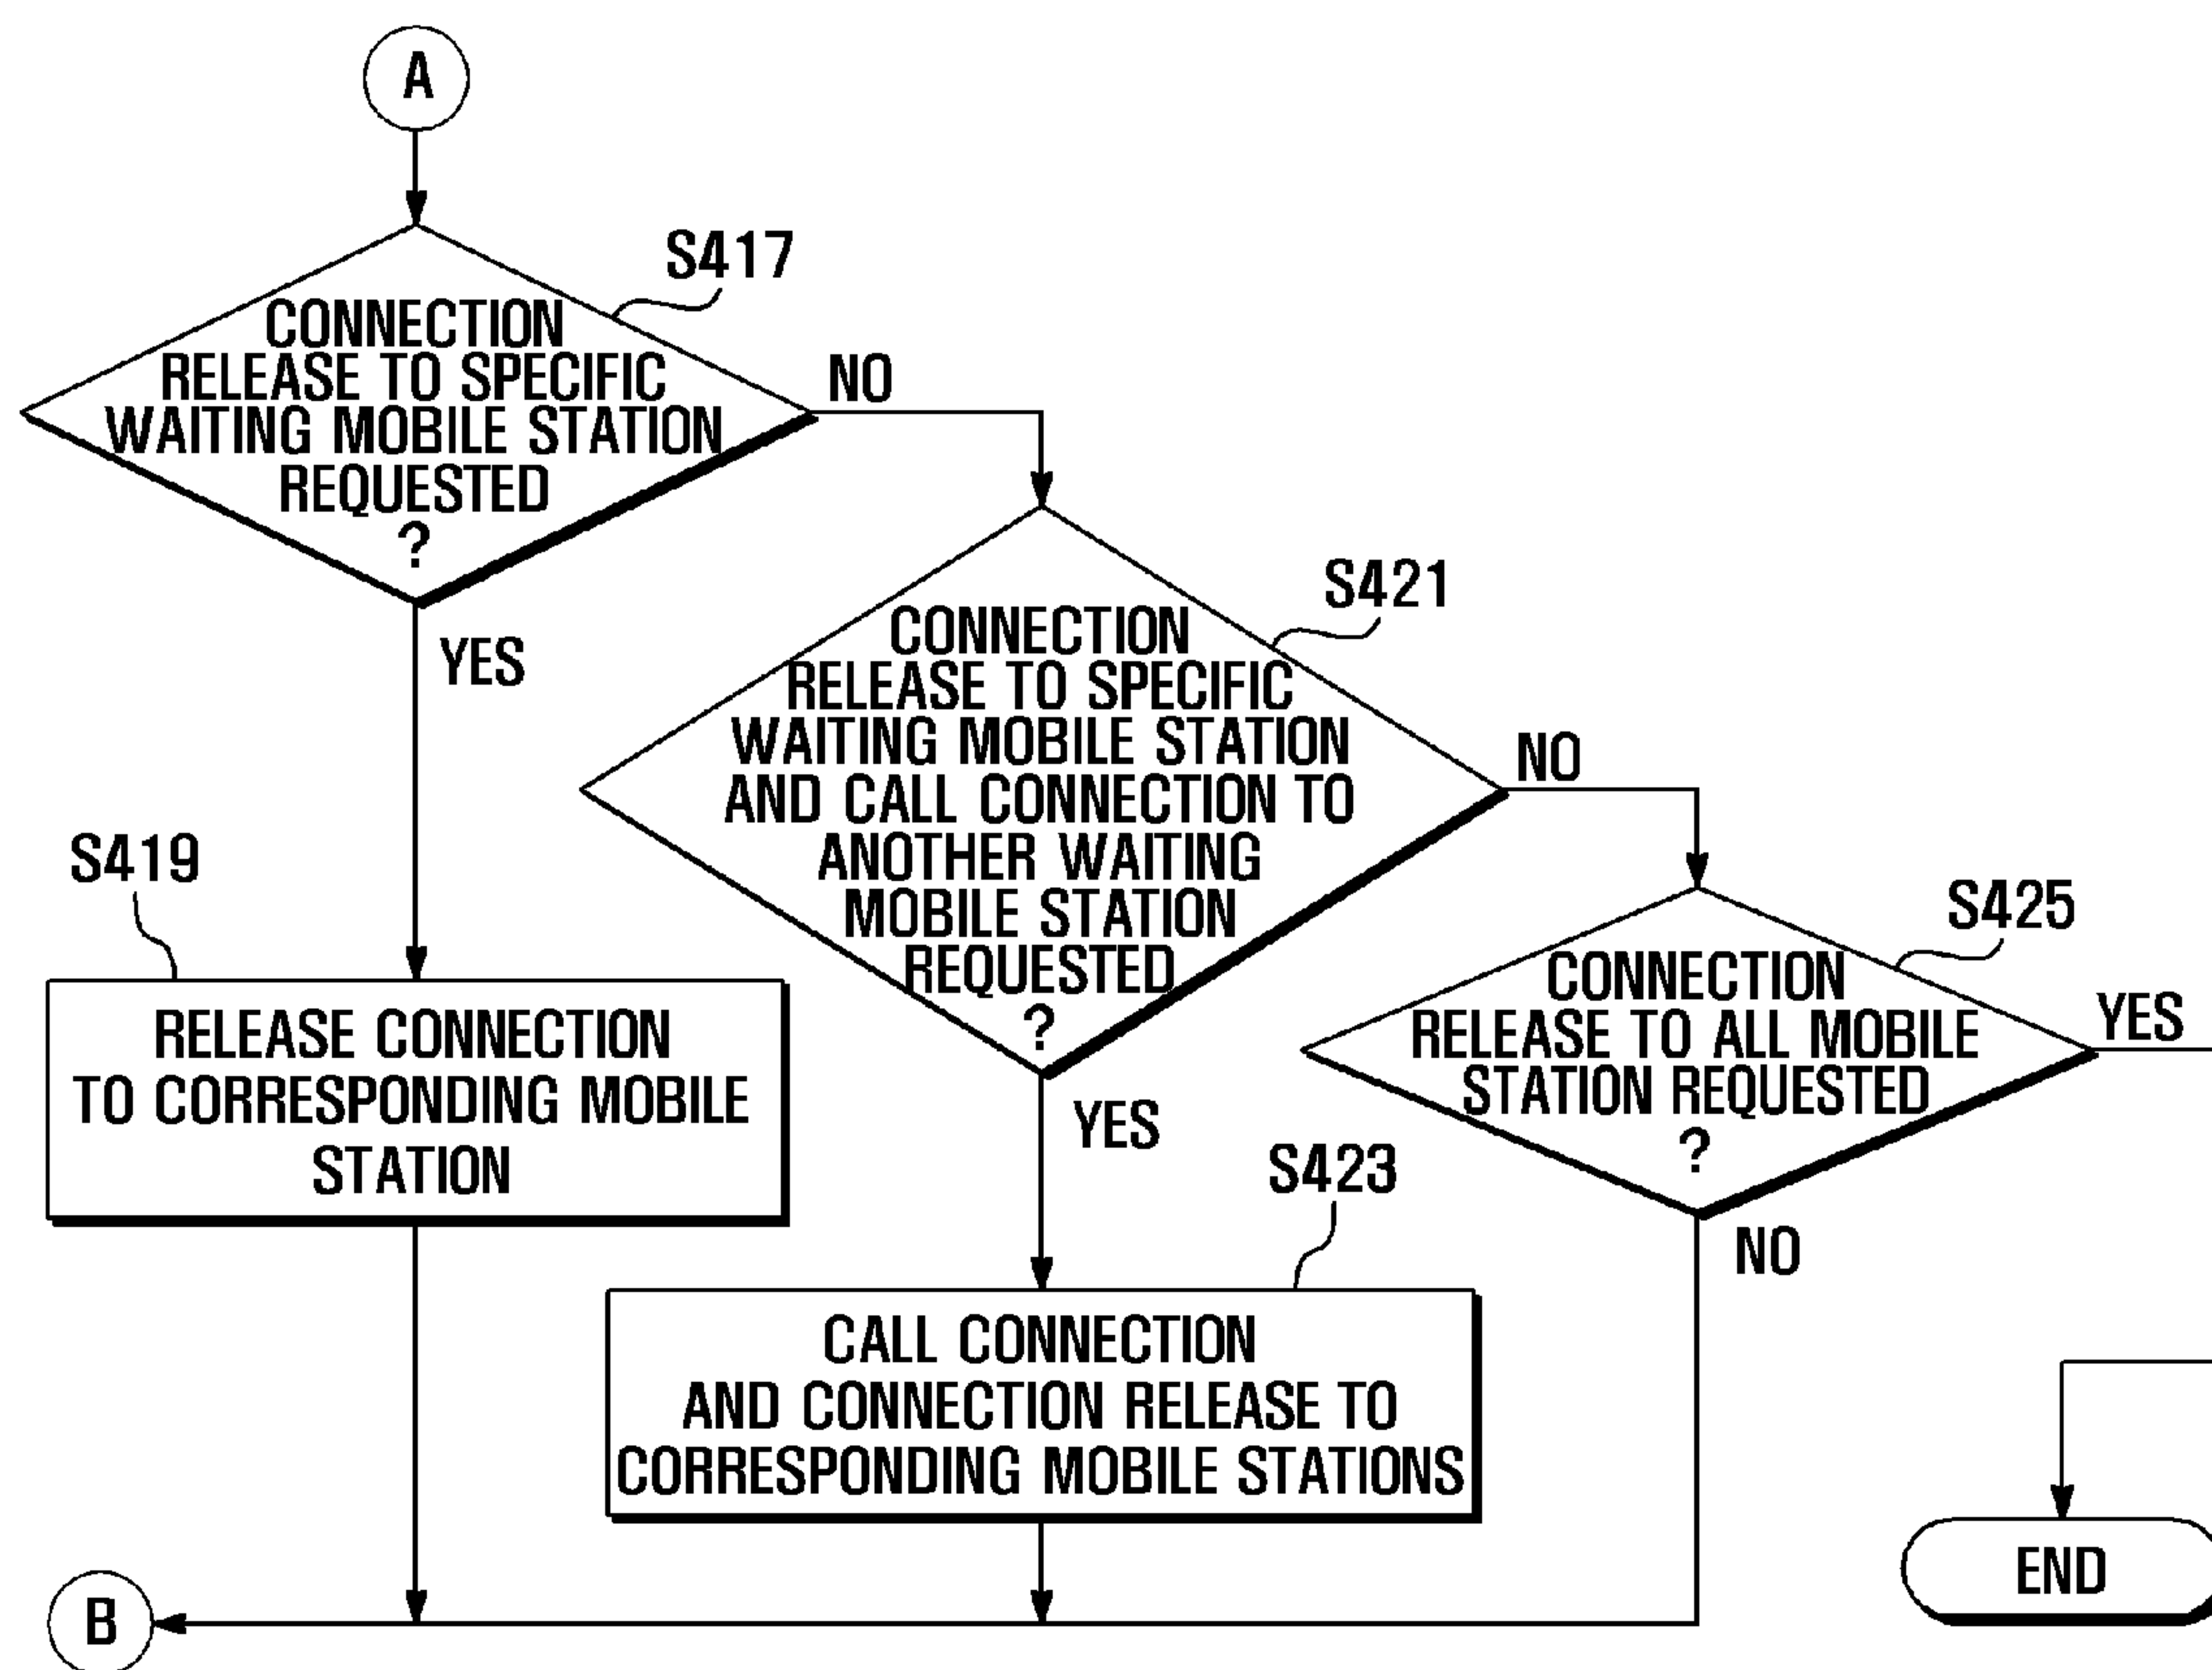 A
S417
CONNECTION
RELEASE TO SPECIFIC
WAITING MOBILE STATION
REQUESTED
?
NO
YES
S421
CONNECTION
RELEASE TO SPECIFIC
WAITING MOBILE STATION
AND CALL CONNECTION TO
ANOTHER WAITING
MOBILE STATION
REQUESTED
?
NO
YES
S419
RELEASE CONNECTION
TO CORRESPONDING MOBILE
STATION
S425
CONNECTION
RELEASE TO ALL MOBILE
STATION REQUESTED
?
YES
NO
S423
CALL CONNECTION
AND CONNECTION RELEASE TO
CORRESPONDING MOBILE STATIONS
END
B